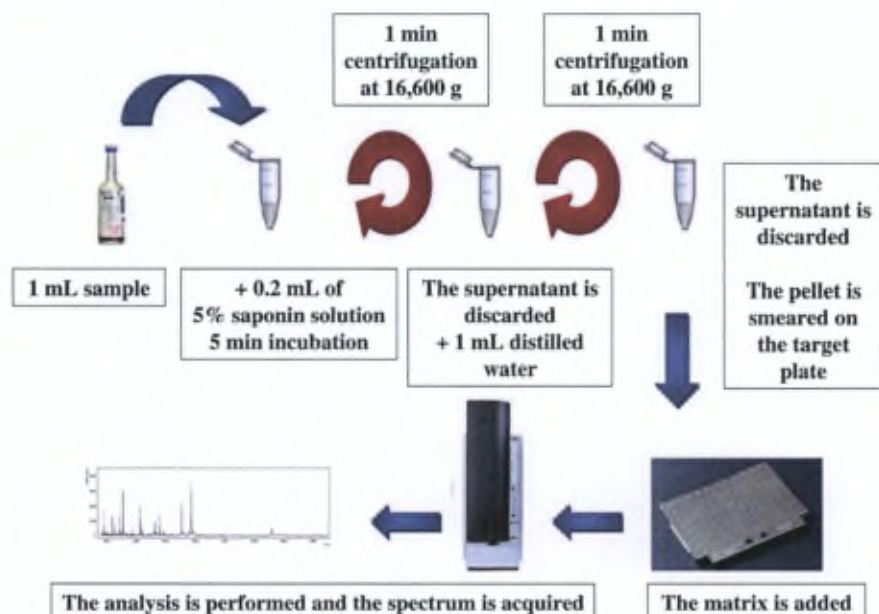 1 min
centrifugation
at 16,600 g
1 min
centrifugation
at 16,600 g
1 mL sample
+ 0.2 mL of
5% saponin solution
5 min incubation
The supernatant is
discarded
+ 1 mL distilled
water
The
supernatant is
discarded
The pellet is
smeared on
the target
plate
The analysis is performed and the spectrum is acquired
The matrix is added